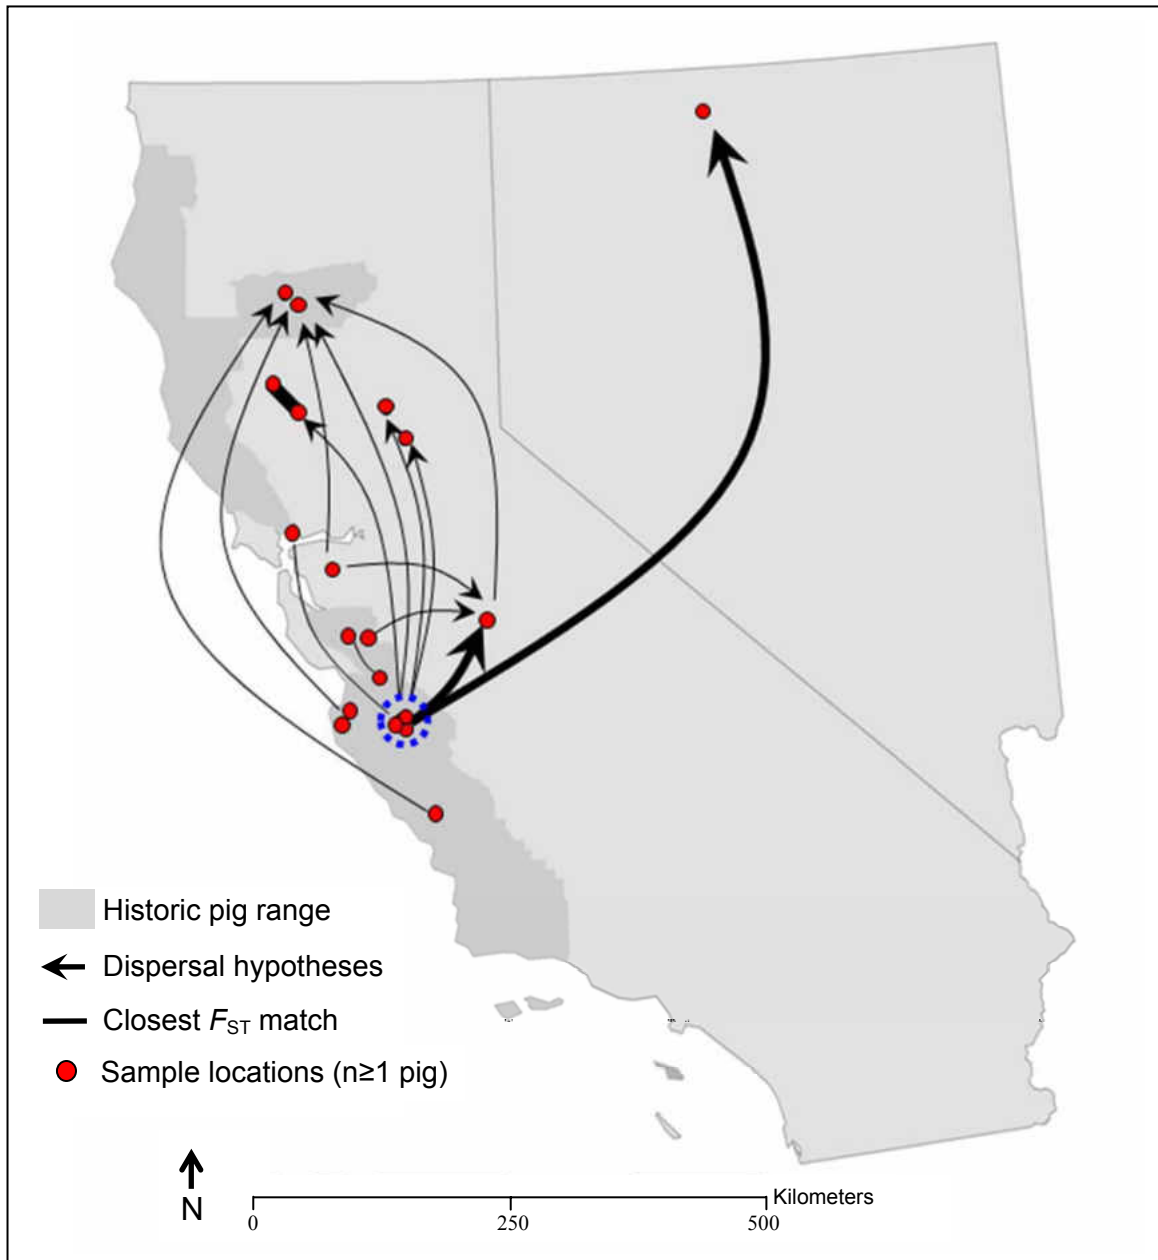 Historic pig range
Dispersal hypotheses
Closest FST match
Sample locations (n≥1 pig)
N
Kilometers
0 250 500